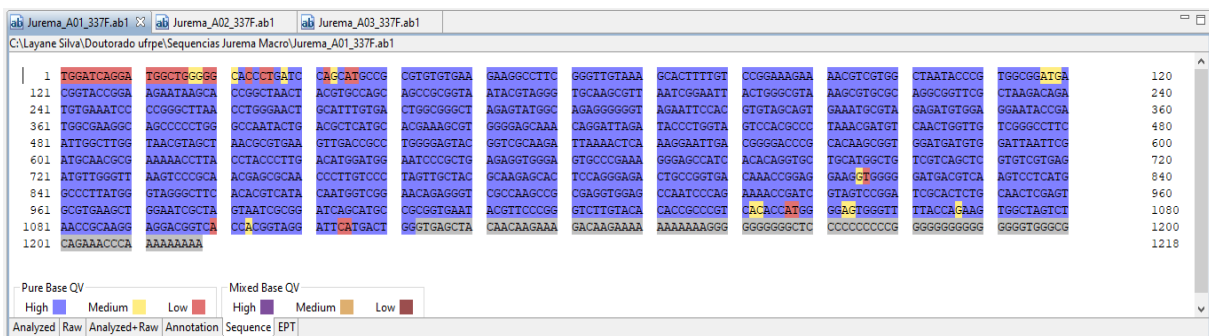 Jurema_A01_337F.ab1 Jurema_A02_337F.ab1 Jurema_A03_337F.ab1
C:\Layane Silva\Doutorado ufrpe\Sequencias Jurema Macro\Jurema_A01_337F.ab1
1 TGGATCAGGA TGGCTGGGGG CACCCTGATC CAGCATGCCG CGTGTGTGAA GAAGGCCTTC GGGTTGTAAA GCACTTTTGT CCGGAAAGAA AACGTCGTGG CTAATACCCG TGGCGGATGA 120
121 CGGTACCGGA AGAATAAGCA CCGGCTAACT ACGTGCCAGC AGCCGCGGTA ATACGTAGGG TGCAAGCGTT AATCGGAATT ACTGGGCGTA AAGCGTGCGC AGGCGGTTCG CTAAGACAGA 240
241 TGTGAAATCC CCGGGCTTAA CCTGGGAACT GCATTTGTGA CTGGCGGGCT AGAGTATGGC AGAGGGGGGT AGAATTCCAC GTGTAGCAGT GAAATGCGTA GAGATGTGGA GGAATACCGA 360
361 TGGCGAAGGC AGCCCCCTGG GCCAATACTG ACGCTCATGC ACGAAAGCGT GGGGAGCAAA CAGGATTAGA TACCCTGGTA GTCCACGCCC TAAACGATGT CAACTGGTTG TCGGGCCTTC 480
481 ATTGGCTTGG TAACGTAGCT AACGCGTGAA GTTGACCGCC TGGGGAGTAC GGTCGCAAGA TTAAAACTCA AAGGAATTGA CGGGGACCCG CACAAGCGGT GGATGATGTG GATTAATTCG 600
601 ATGCAACGCG AAAAACCTTA CCTACCCTTG ACATGGATGG AATCCCGCTG AGAGGTGGGA GTGCCCGAAA GGGAGCCATC ACACAGGTGC TGCATGGCTG TCGTCAGCTC GTGTCGTGAG 720
721 ATGTTGGGTT AAGTCCCGCA ACGAGCGCAA CCCTTGTCCC TAGTTGCTAC GCAAGAGCAC TCCAGGGAGA CTGCCGGTGA CAAACCGGAG GAAGGTGGGG GATGACGTCA AGTCCTCATG 840
841 GCCCTTATGG GTAGGGCTTC ACACGTCATA CAATGGTCGG AACAGAGGGT CGCCAAGCCG CGAGGTGGAG CCAATCCCAG AAAACCGATC GTAGTCCGGA TCGCACTCTG CAACTCGAGT 960
961 GCGTGAAGCT GGAATCGCTA GTAATCGCGG ATCAGCATGC CGCGGTGAAT ACGTTCCCGG GTCTTGTACA CACCGCCCGT CACACCATGG GGAGTGGGTT TTACCAGAAG TGGCTAGTCT 1080
1081 AACCGCAAGG AGGACGGTCA CCACGGTAGG ATTCATGACT GGGTGAGCTA CAACAAGAAA GACAAGAAAA AAAAAAAGGG GGGGGGGCTC CCCCCCCCCG GGGGGGGGGG GGGGTGGGCG 1200
1201 CAGAAACCCA AAAAAAAA 1218
Pure Base QV Mixed Base QV
High Medium Low High Medium Low
Analyzed Raw Analyzed+Raw Annotation Sequence EPT